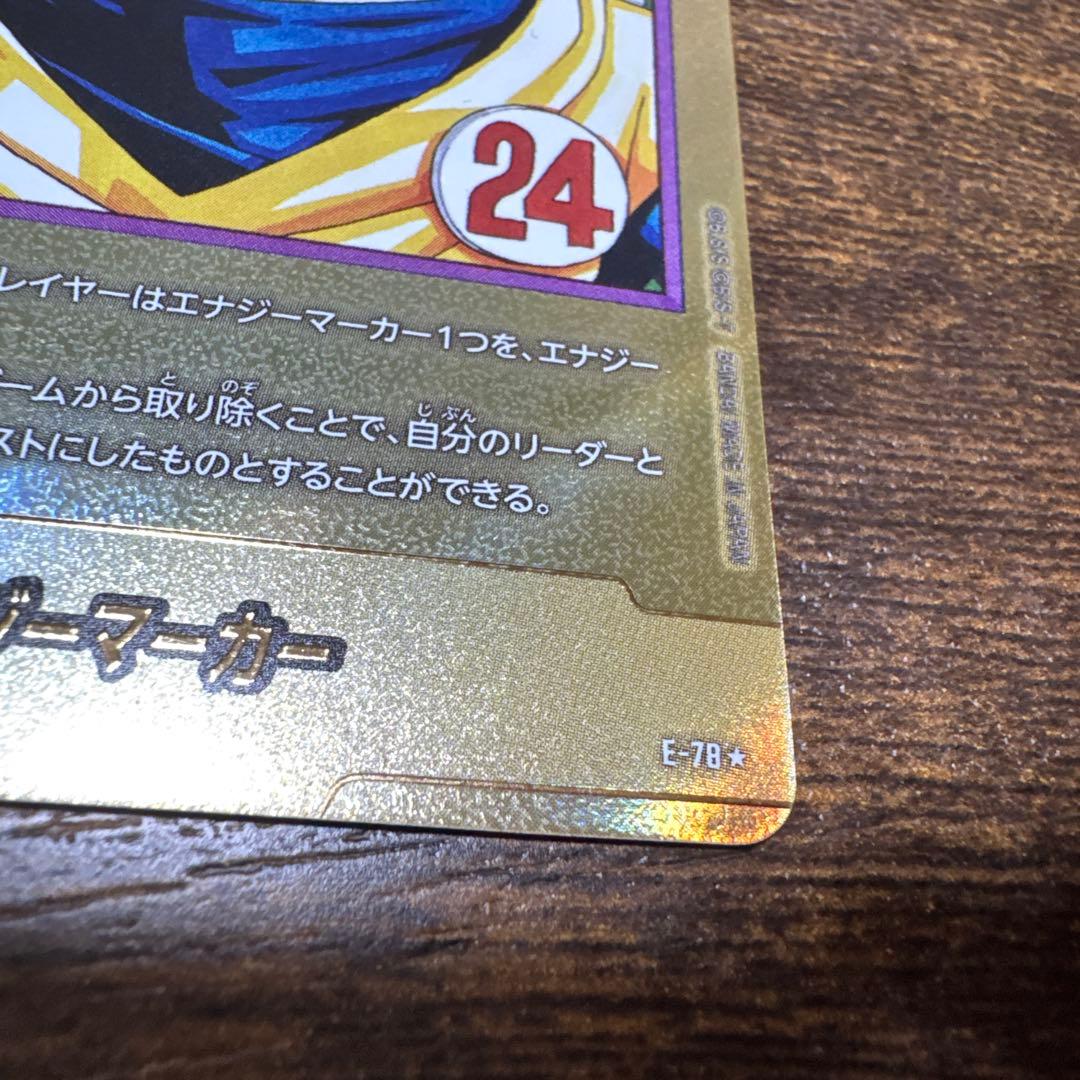 24
レイヤーはエナジーマーカー1つを、エナジー
ームから取り除くことで、自分のリーダーと
ストにしたものとすることができる。
ジーマーカー
E-78★